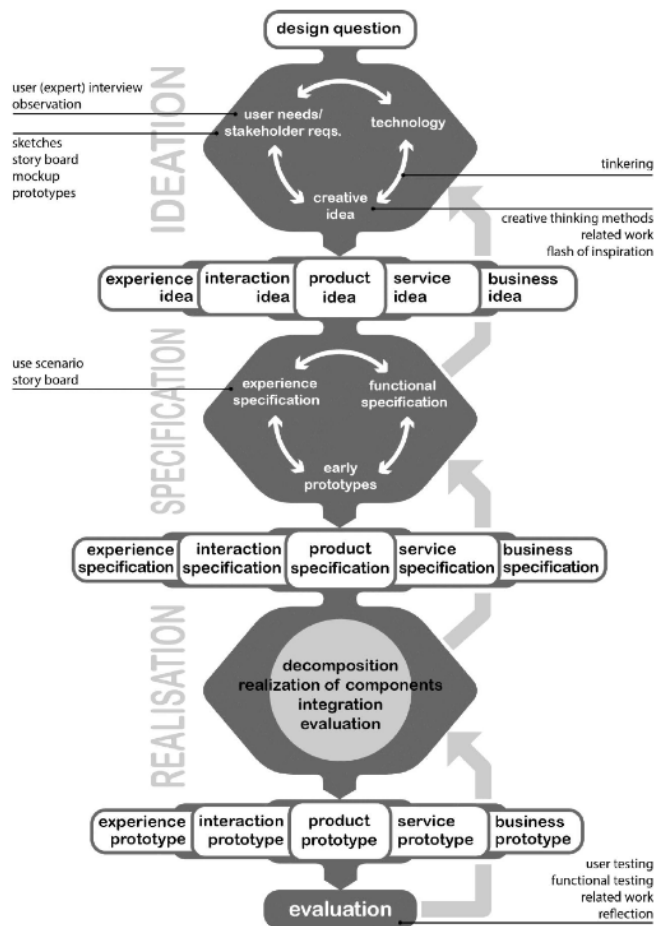 design question
IDEATION
user (expert) interview
observation
sketches
story board
mockup
prototypes
user needs/
stakeholder reqs.
technology
creative
idea
tinkering
creative thinking methods
related work
flash of inspiration
experience
idea
interaction
idea
product
idea
service
idea
business
idea
SPECIFICATION
use scenario
story board
experience
specification
functional
specification
early
prototypes
experience
specification
interaction
specification
product
specification
service
specification
business
specification
REALISATION
decomposition
realization of components
integration
evaluation
experience
prototype
interaction
prototype
product
prototype
service
prototype
business
prototype
user testing
functional testing
related work
reflection
evaluation